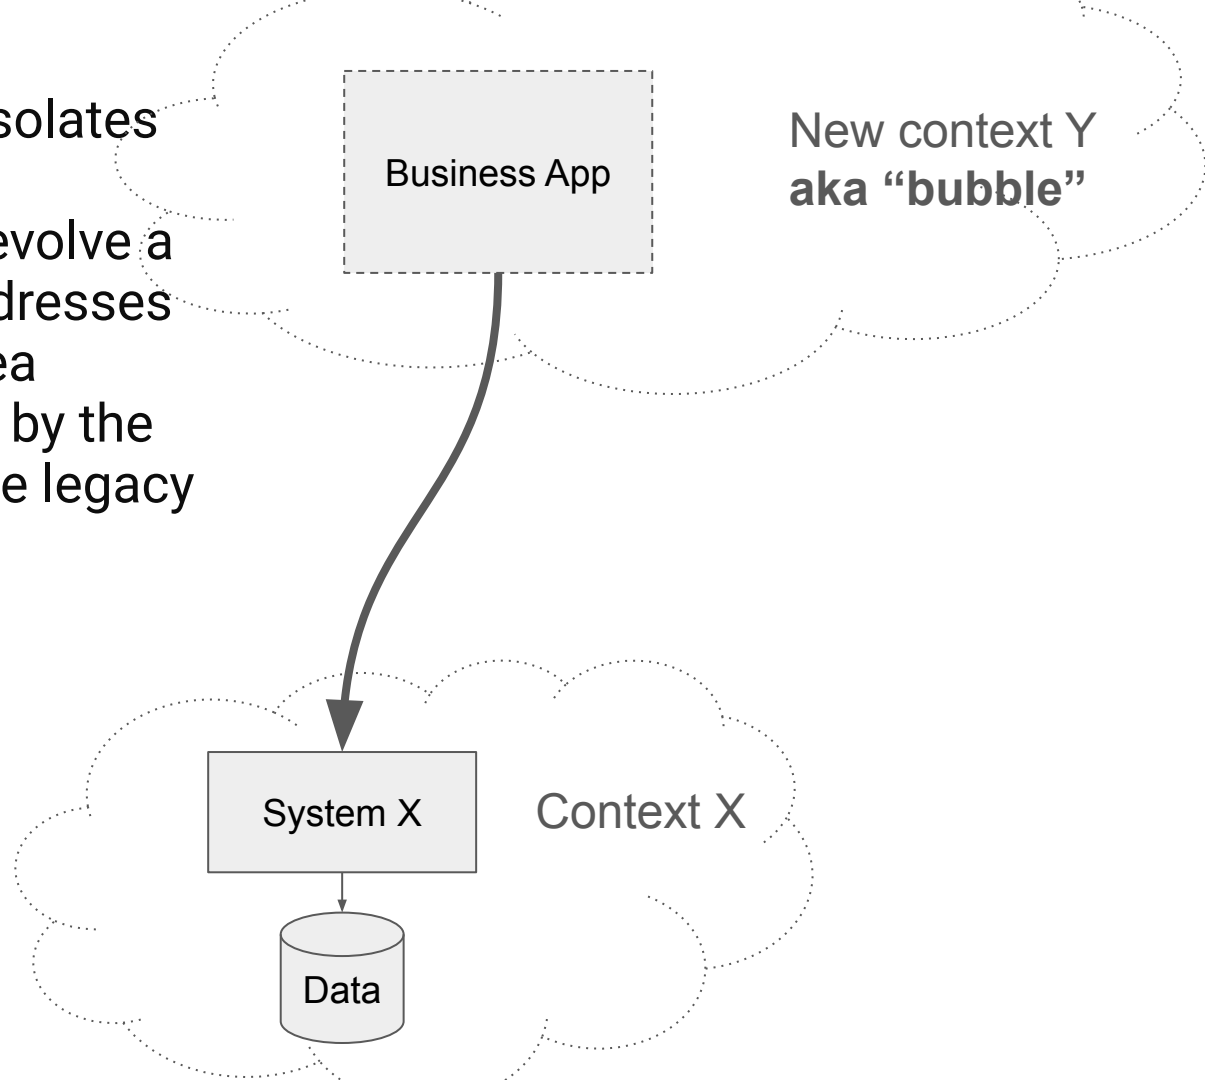 solates
evolve a
dresses
ea
by the
e legacy
Business App
New context Y
aka “bubble”
System X
Context X
Data